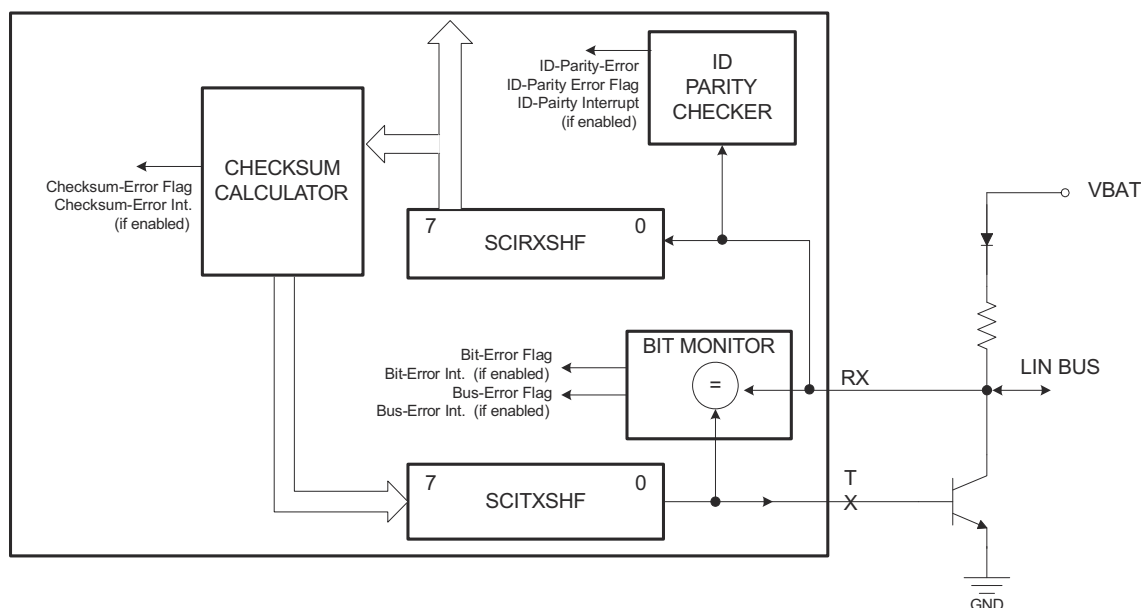 ID-Parity-Error
ID-Parity Error Flag
ID-Pairty Interrupt
(if enabled)
ID
PARITY
CHECKER
CHECKSUM
CALCULATOR
Checksum-Error Flag
Checksum-Error Int.
(if enabled)
VBAT
7 SCIRXSHF 0
BIT MONITOR
=
Bit-Error Flag
Bit-Error Int. (if enabled)
Bus-Error Flag
Bus-Error Int. (if enabled)
RX
LIN BUS
7 SCITXSHF 0
T
X
GND